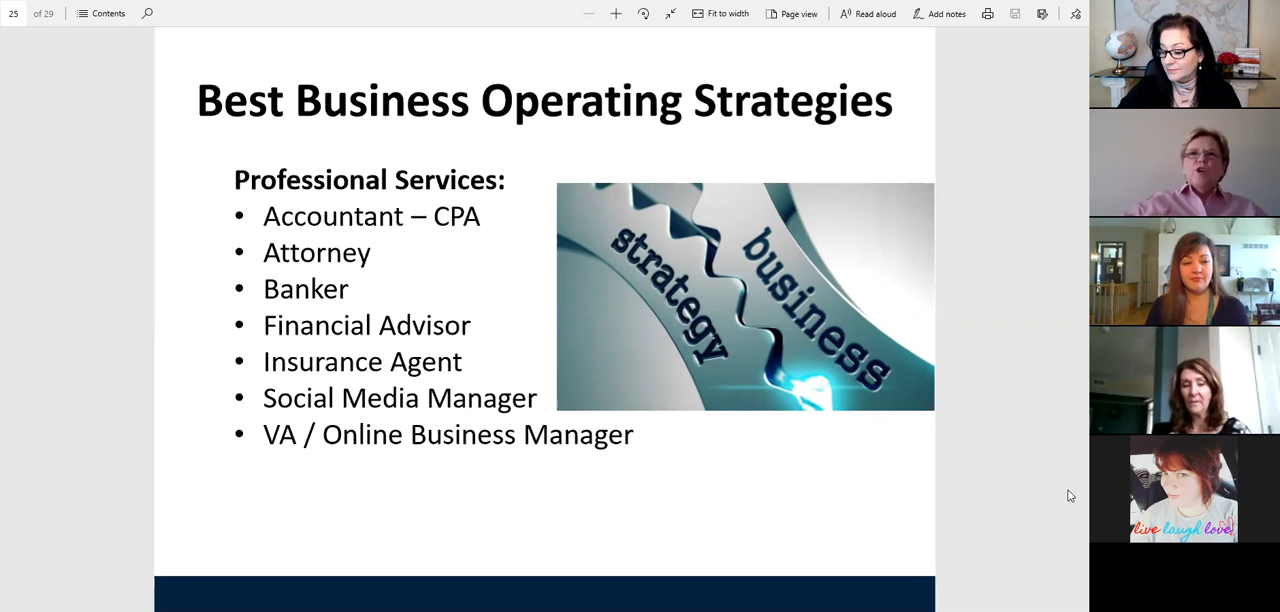 25 of 29 Contents Fit to width Page view Read aloud Add notes
Best Business Operating Strategies
Professional Services:
• Accountant – CPA
• Attorney
• Banker
• Financial Advisor
• Insurance Agent
• Social Media Manager
• VA / Online Business Manager
strategy
business
live laugh love